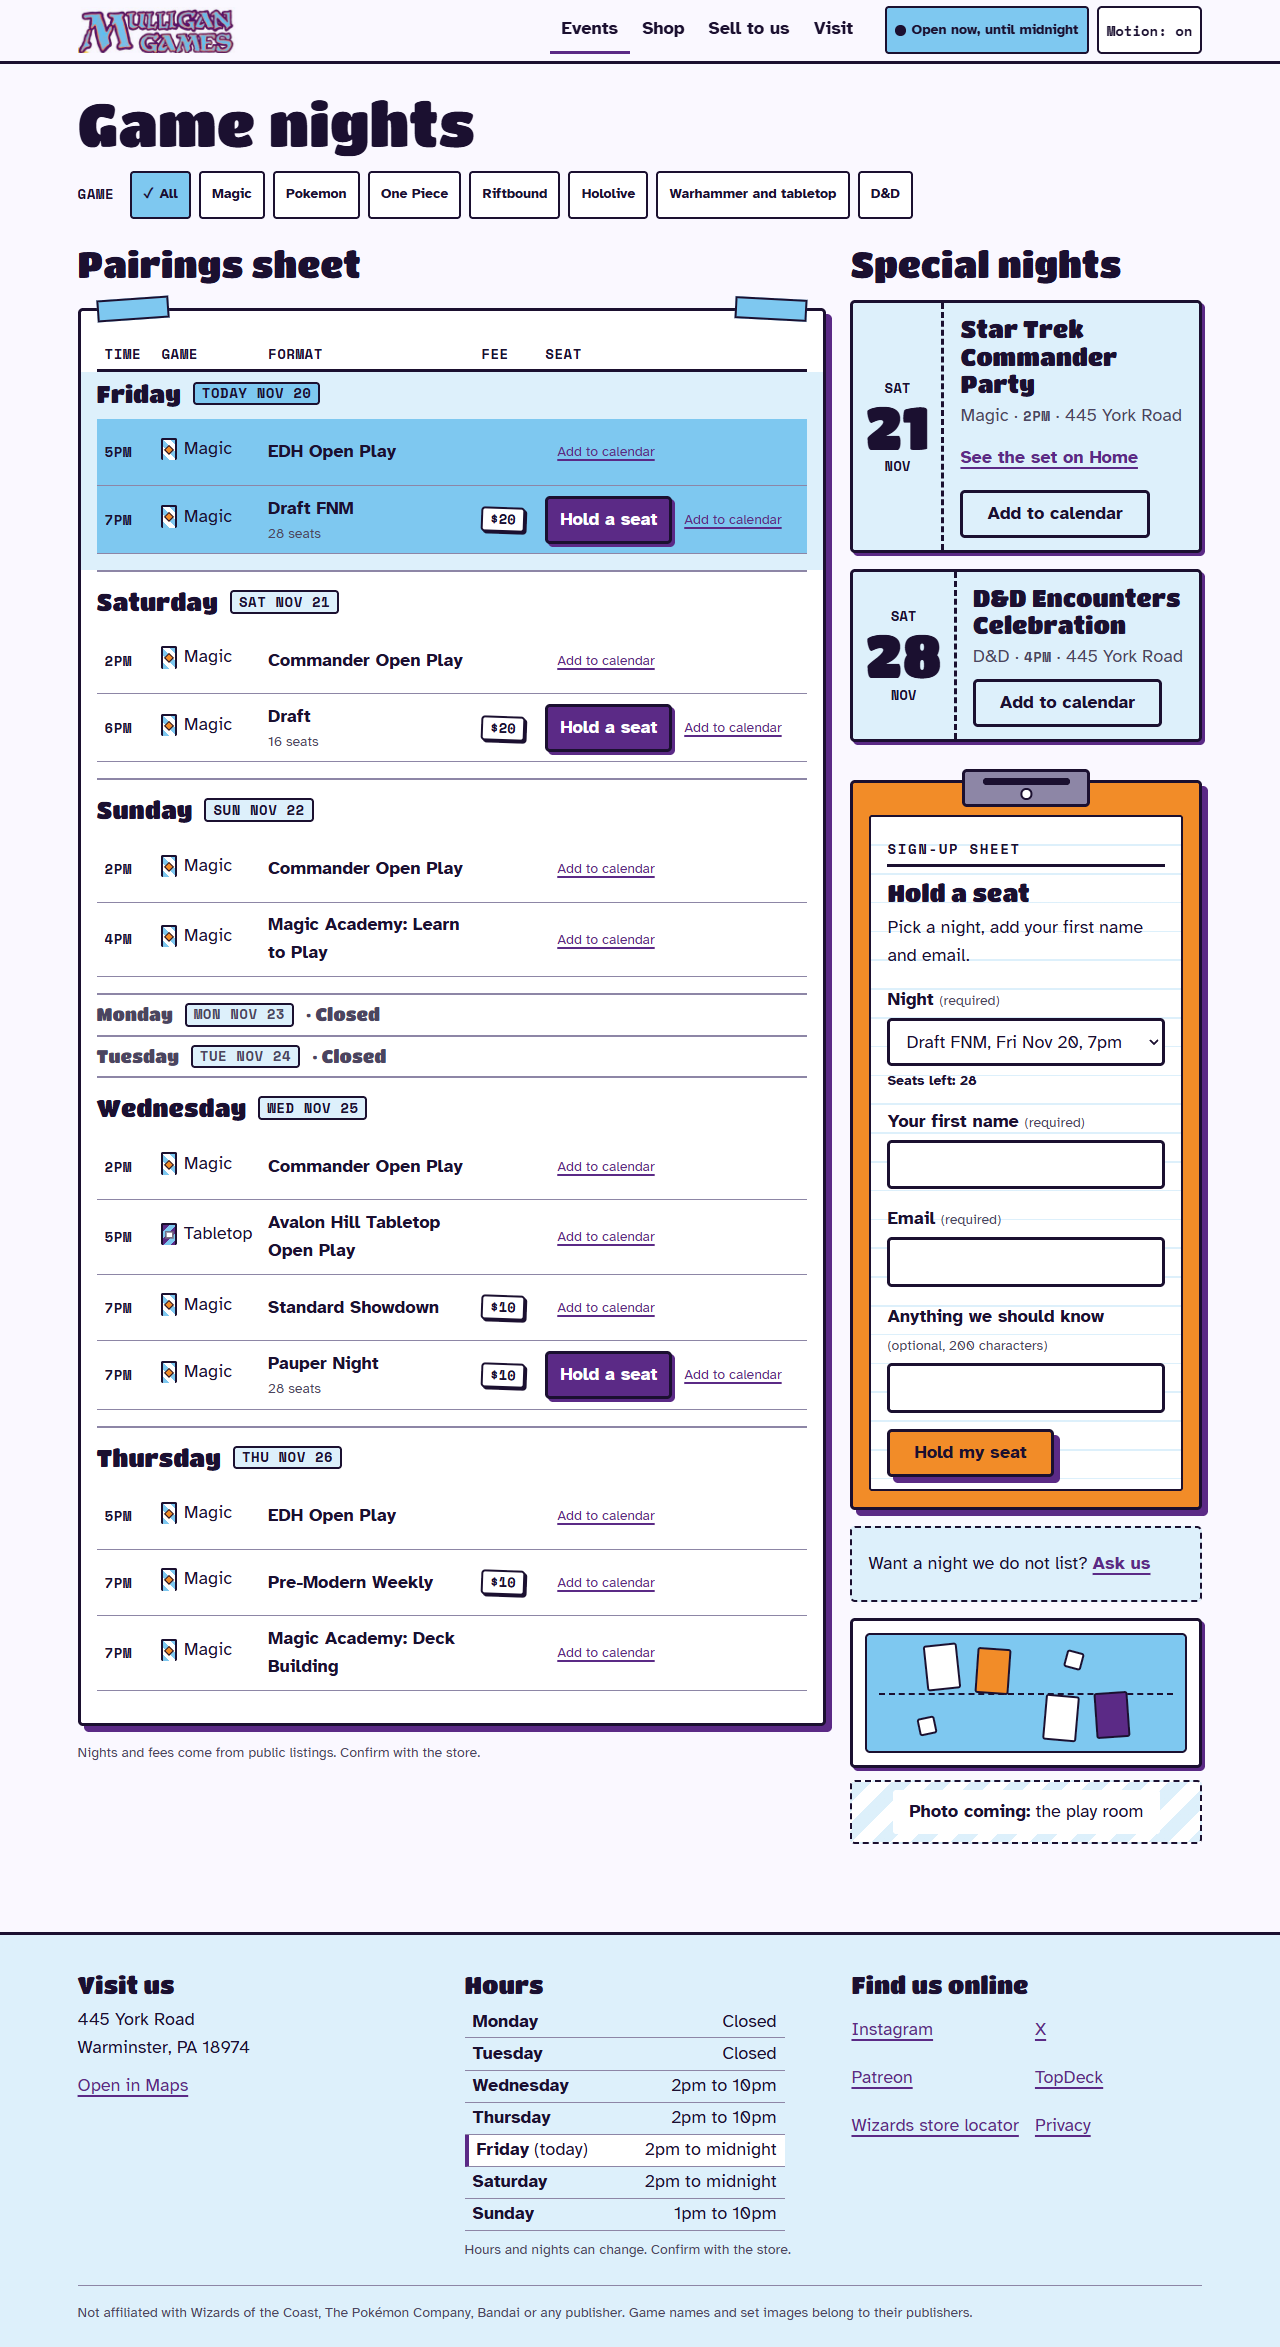 MULLIGAN GAMES
Events Shop Sell to us Visit Open now, until midnight Motion: on
Game nights
GAME ✓ All Magic Pokemon One Piece Riftbound Hololive Warhammer and tabletop D&D
Pairings sheet
TIME GAME FORMAT FEE SEAT
Friday TODAY NOV 20
5PM Magic EDH Open Play Add to calendar
7PM Magic Draft FNM $20 Hold a seat Add to calendar
28 seats
Saturday SAT NOV 21
2PM Magic Commander Open Play Add to calendar
6PM Magic Draft $20 Hold a seat Add to calendar
16 seats
Sunday SUN NOV 22
2PM Magic Commander Open Play Add to calendar
4PM Magic Magic Academy: Learn Add to calendar
to Play
Monday MON NOV 23 · Closed
Tuesday TUE NOV 24 · Closed
Wednesday WED NOV 25
2PM Magic Commander Open Play Add to calendar
5PM Tabletop Avalon Hill Tabletop Add to calendar
Open Play
7PM Magic Standard Showdown $10 Add to calendar
7PM Magic Pauper Night $10 Hold a seat Add to calendar
28 seats
Thursday THU NOV 26
5PM Magic EDH Open Play Add to calendar
7PM Magic Pre-Modern Weekly $10 Add to calendar
7PM Magic Magic Academy: Deck Add to calendar
Building
Nights and fees come from public listings. Confirm with the store.
Special nights
SAT
21
NOV
Star Trek
Commander
Party
Magic · 2PM · 445 York Road
See the set on Home
Add to calendar
SAT
28
NOV
D&D Encounters
Celebration
D&D · 4PM · 445 York Road
Add to calendar
SIGN-UP SHEET
Hold a seat
Pick a night, add your first name
and email.
Night (required)
Draft FNM, Fri Nov 20, 7pm
Seats left: 28
Your first name (required)
Email (required)
Anything we should know
(optional, 200 characters)
Hold my seat
Want a night we do not list? Ask us
Photo coming: the play room
Visit us
445 York Road
Warminster, PA 18974
Open in Maps
Hours
Monday Closed
Tuesday Closed
Wednesday 2pm to 10pm
Thursday 2pm to 10pm
Friday (today) 2pm to midnight
Saturday 2pm to midnight
Sunday 1pm to 10pm
Hours and nights can change. Confirm with the store.
Find us online
Instagram X
Patreon TopDeck
Wizards store locator Privacy
Not affiliated with Wizards of the Coast, The Pokémon Company, Bandai or any publisher. Game names and set images belong to their publishers.